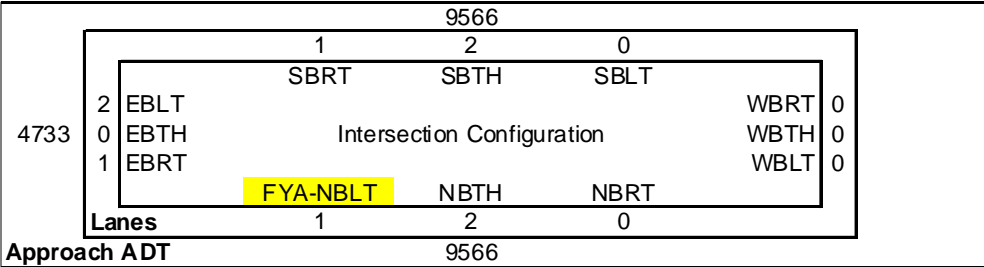 9566
1 2 0
SBRT SBTH SBLT
2 EBLT WBRT 0
4733 0 EBTH Intersection Configuration WBTH 0
1 EBRT WBLT 0
FYA-NBLT NBTH NBRT
Lanes 1 2 0
Approach ADT 9566